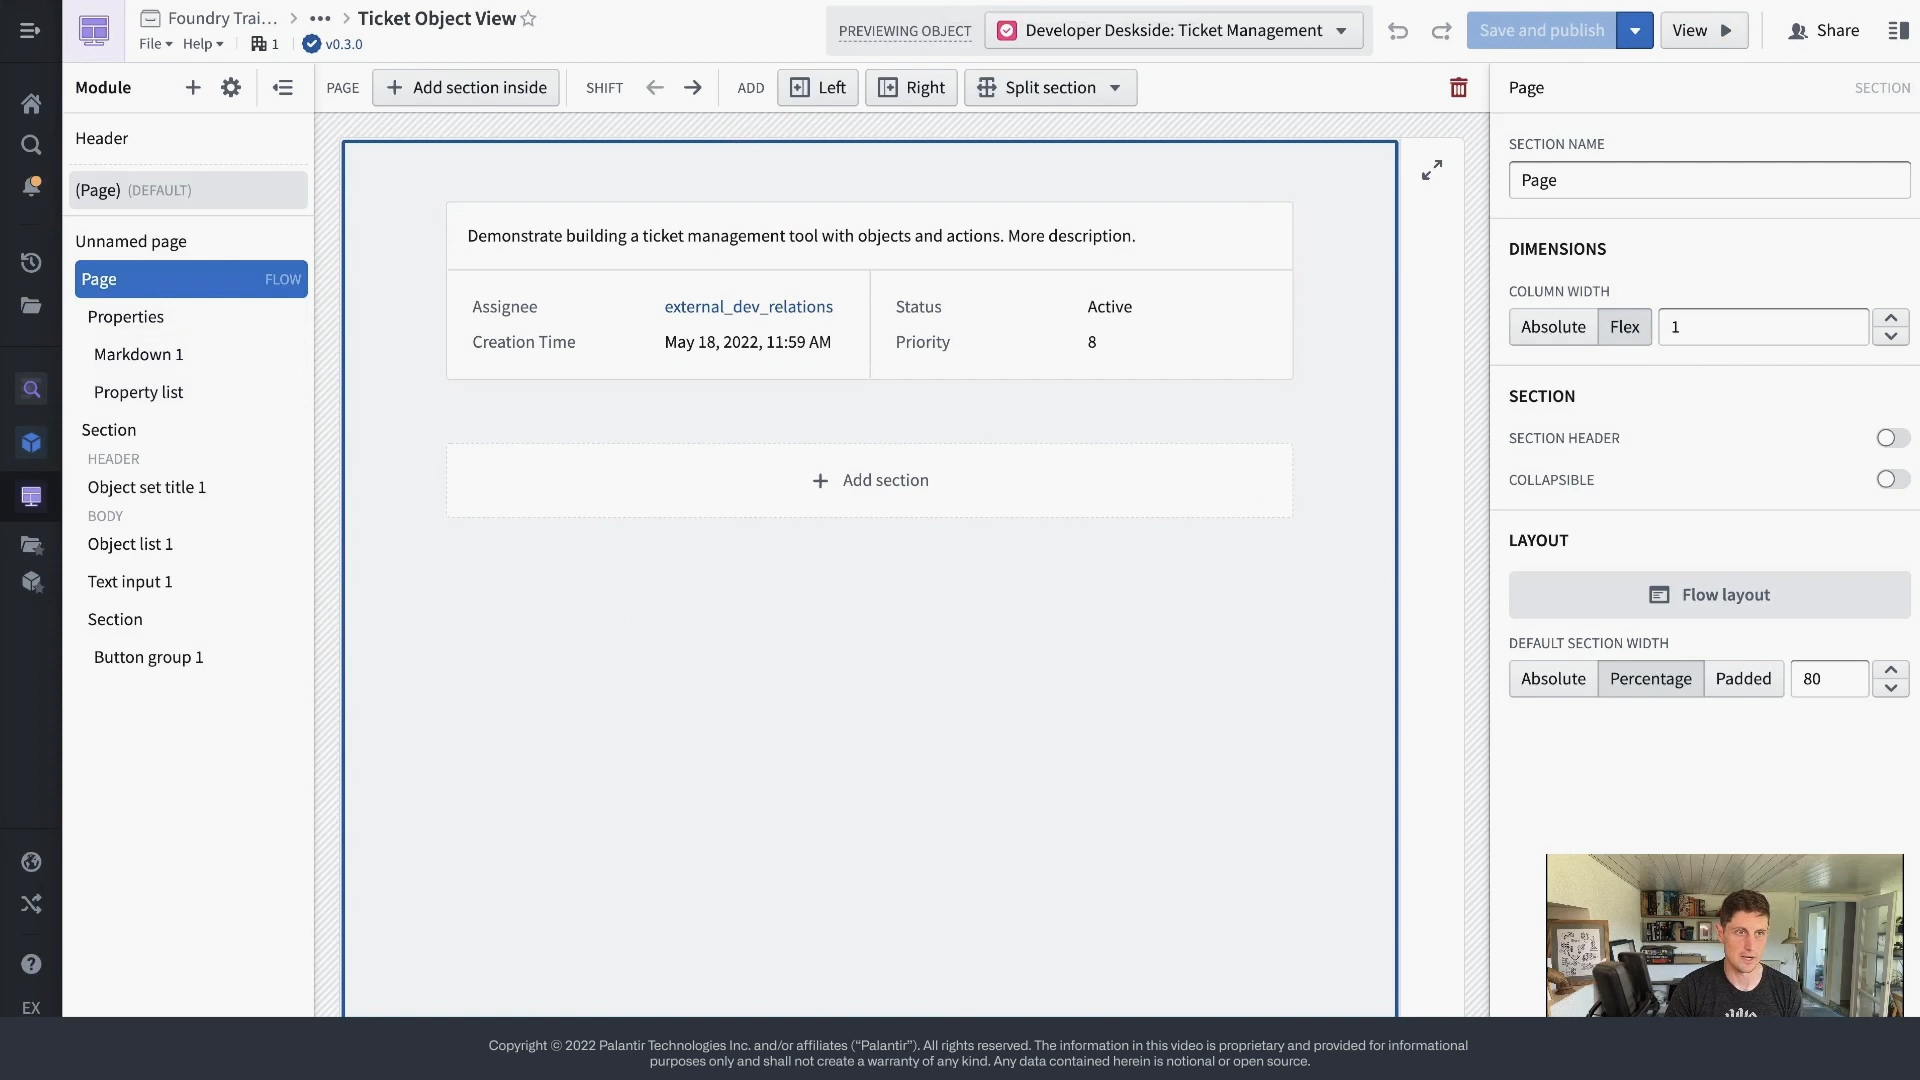 Foundry Trai... > ••• > Ticket Object View
File Help 1 v0.3.0
PREVIEWING OBJECT Developer Deskside: Ticket Management
Save and publish View Share
Module
PAGE Add section inside SHIFT ADD Left Right Split section
Page SECTION
Header
(Page) (DEFAULT)
Unnamed page
Page FLOW
Properties
Markdown 1
Property list
Section
HEADER
Object set title 1
BODY
Object list 1
Text input 1
Section
Button group 1
EX
Demonstrate building a ticket management tool with objects and actions. More description.
Assignee external_dev_relations Status Active
Creation Time May 18, 2022, 11:59 AM Priority 8
+ Add section
SECTION NAME
Page
DIMENSIONS
COLUMN WIDTH
Absolute Flex 1
SECTION
SECTION HEADER
COLLAPSIBLE
LAYOUT
Flow layout
DEFAULT SECTION WIDTH
Absolute Percentage Padded 80
Copyright © 2022 Palantir Technologies Inc. and/or affiliates (“Palantir”). All rights reserved. The information in this video is proprietary and provided for informational
purposes only and shall not create a warranty of any kind. Any data contained herein is notional or open source.